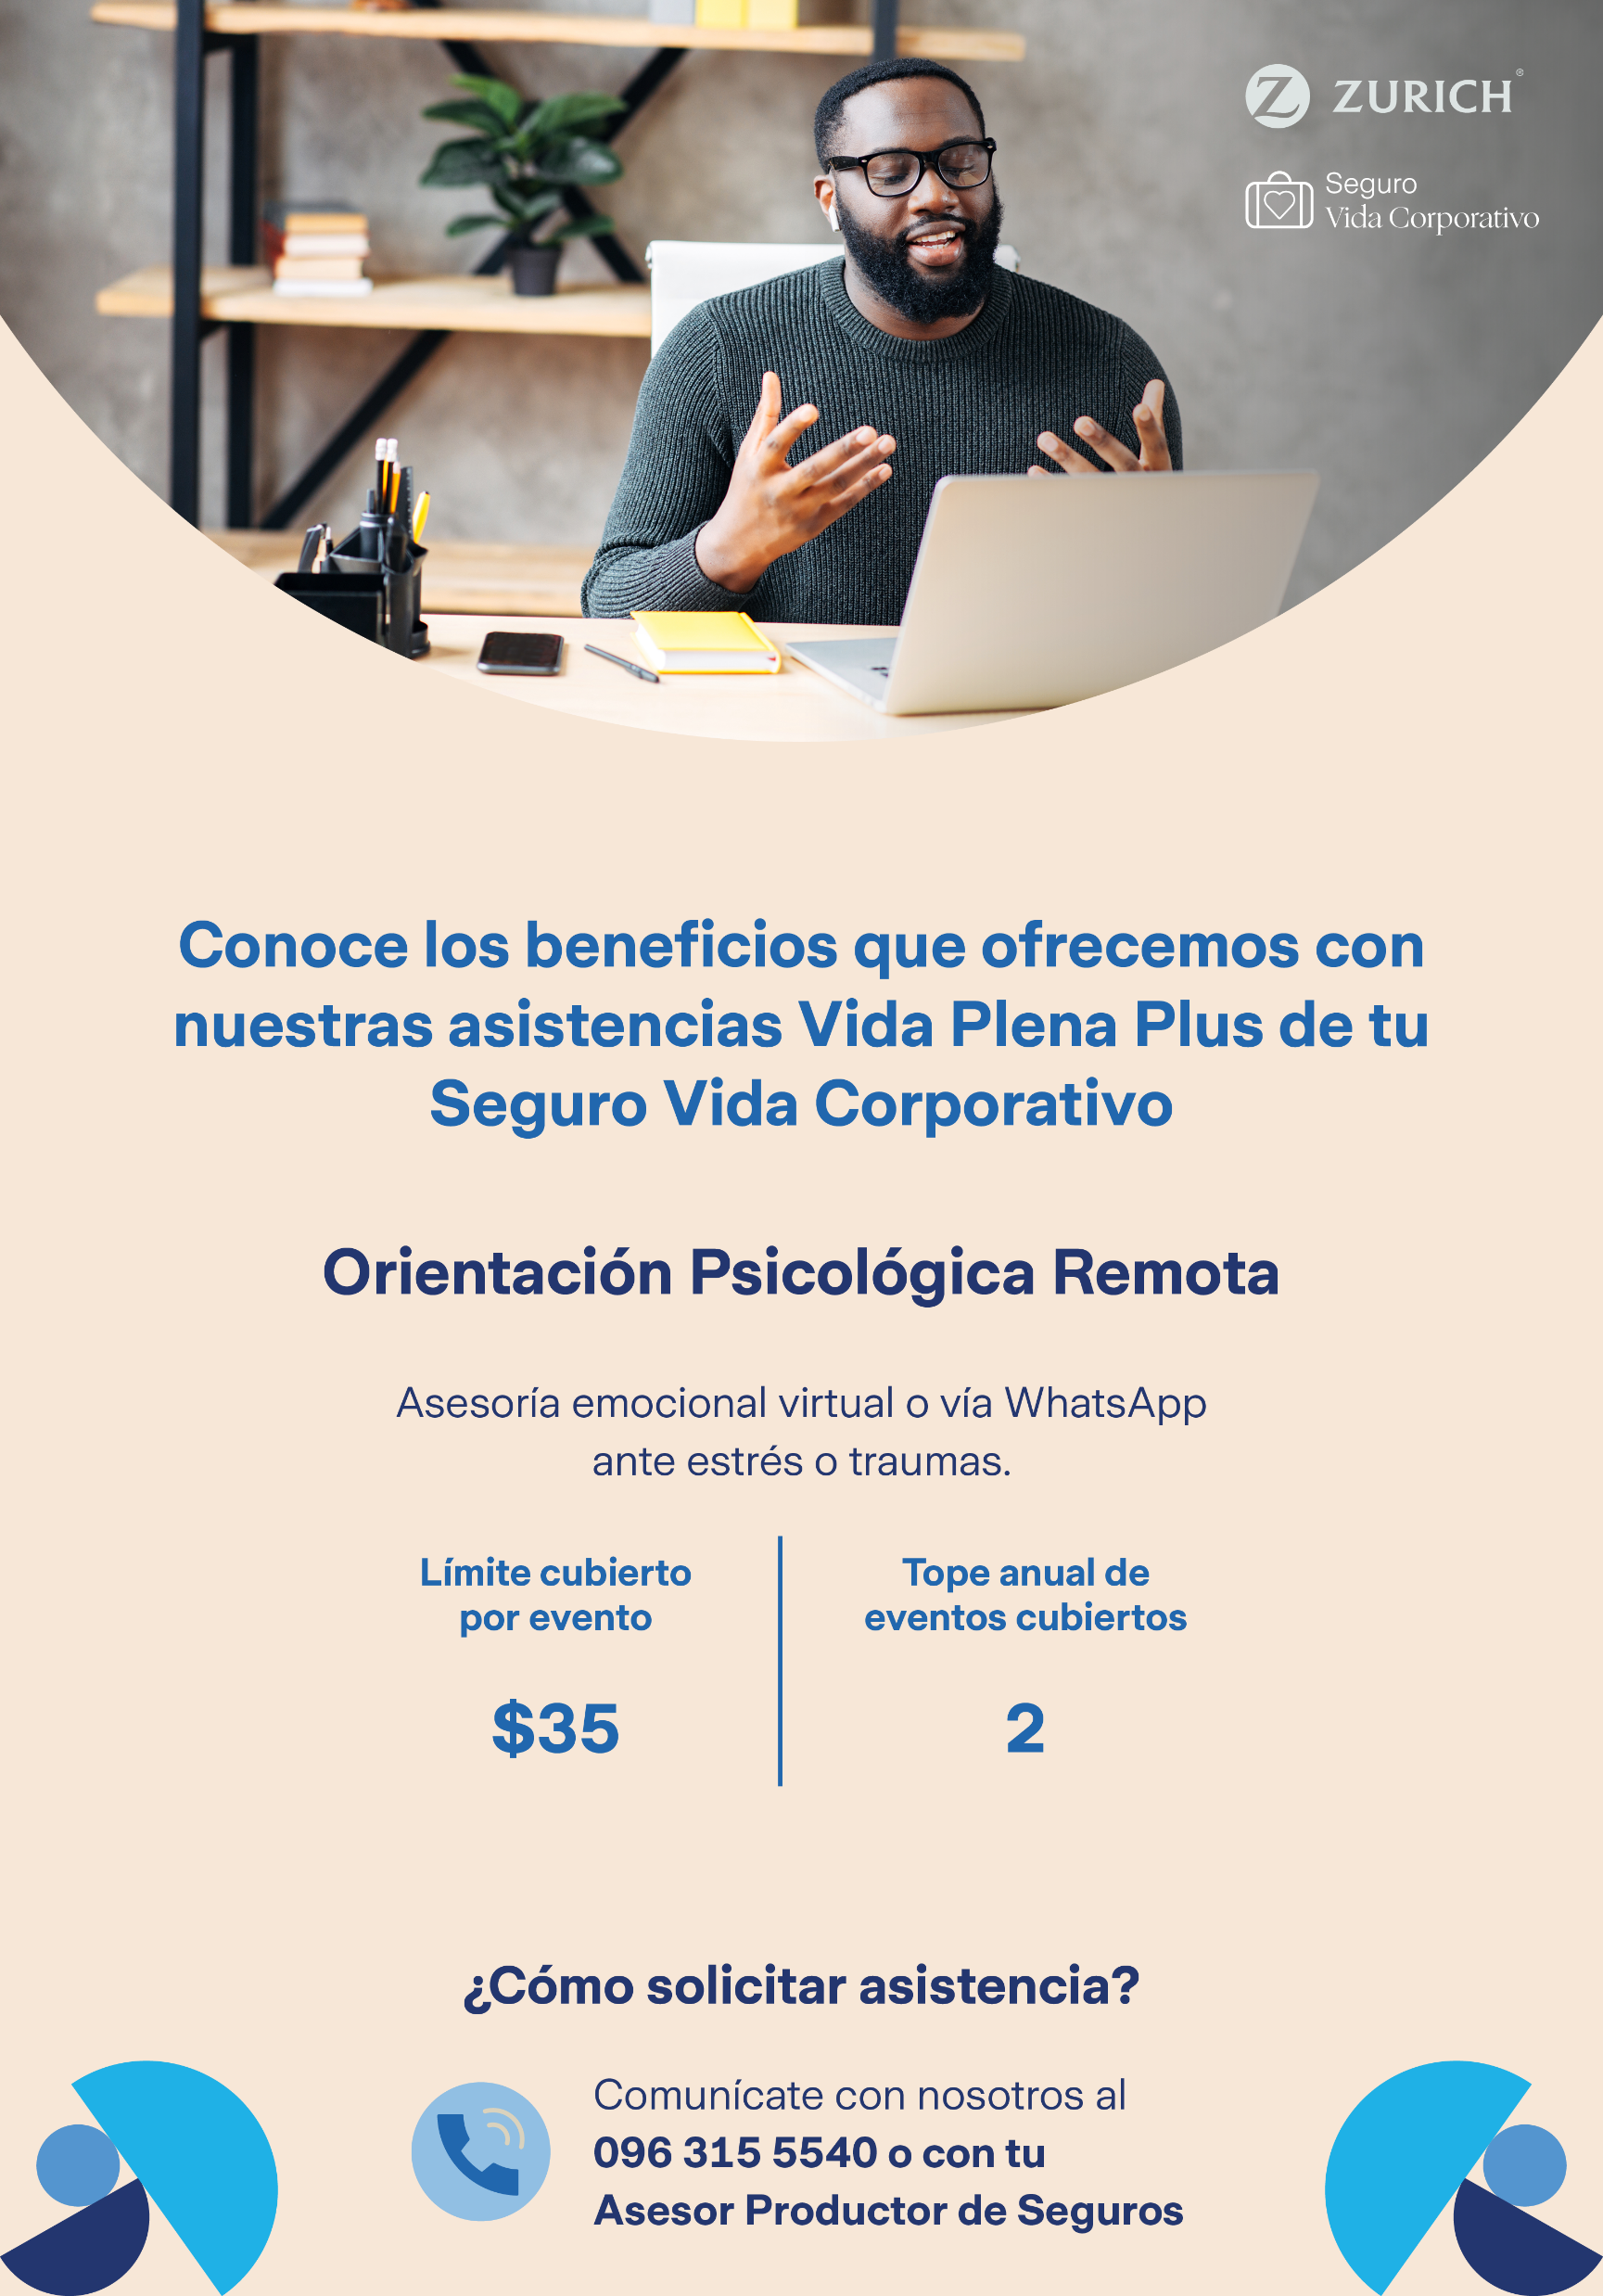 ZURICH®
Seguro
Vida Corporativo
Conoce los beneficios que ofrecemos con
nuestras asistencias Vida Plena Plus de tu
Seguro Vida Corporativo
Orientación Psicológica Remota
Asesoría emocional virtual o vía WhatsApp
ante estrés o traumas.
Límite cubierto
por evento
$35
Tope anual de
eventos cubiertos
2
¿Cómo solicitar asistencia?
Comunícate con nosotros al
096 315 5540 o con tu
Asesor Productor de Seguros